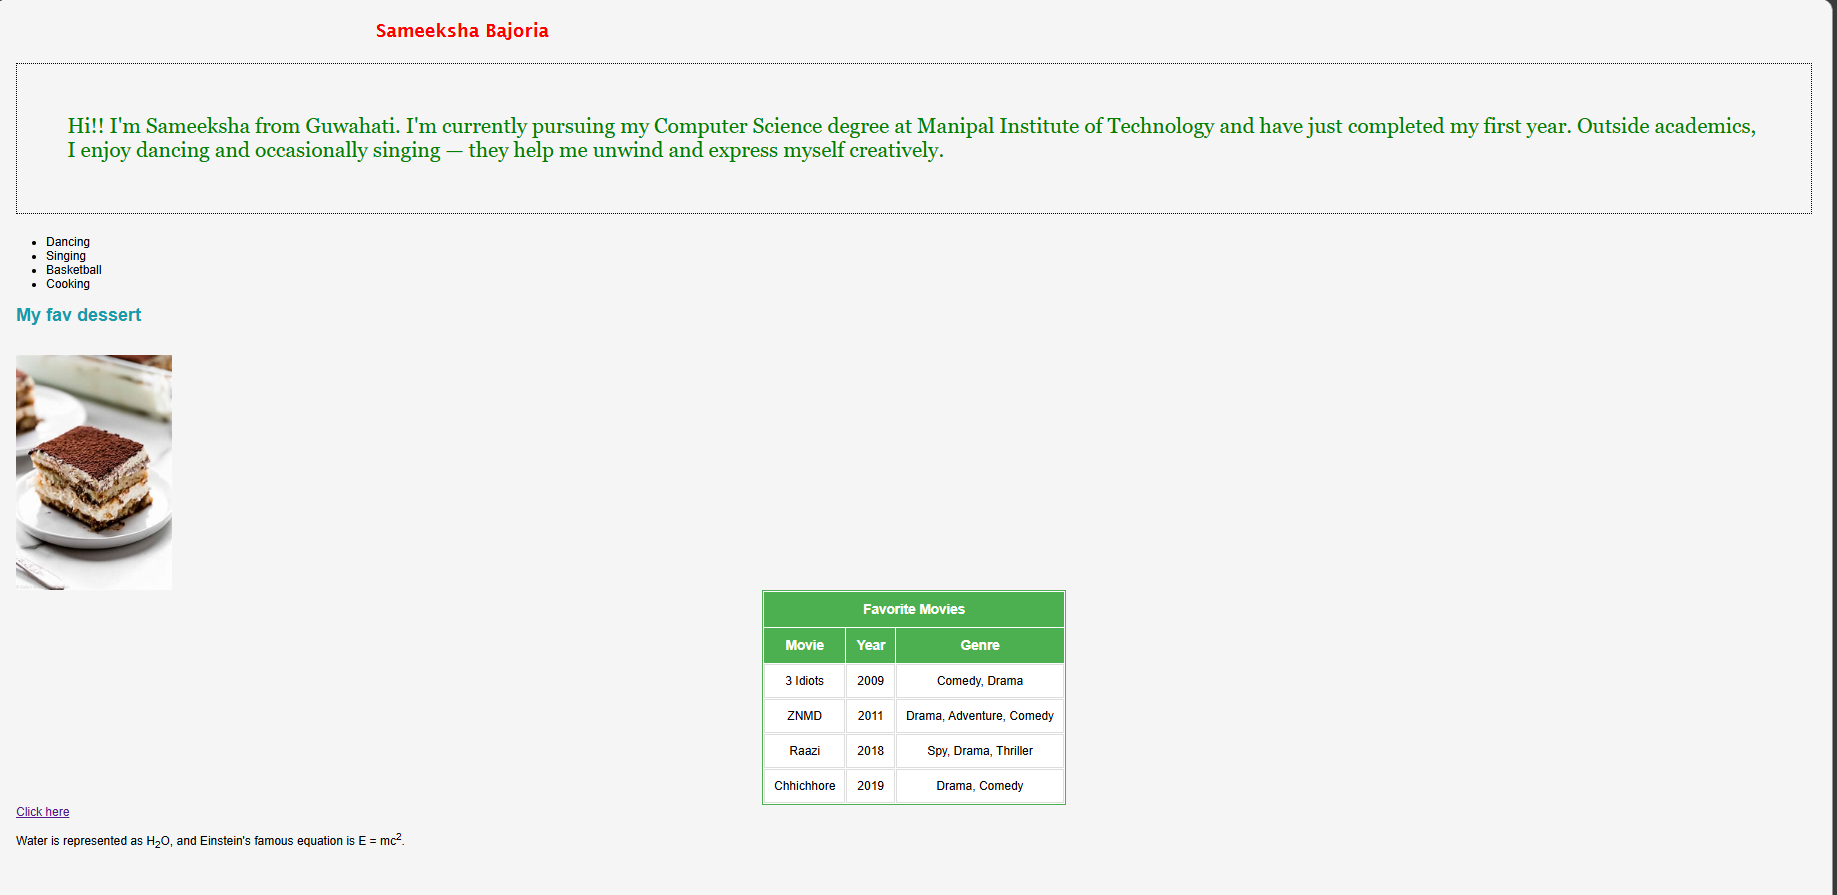 Sameeksha Bajoria
Hi!! I'm Sameeksha from Guwahati. I'm currently pursuing my Computer Science degree at Manipal Institute of Technology and have just completed my first year. Outside academics,
I enjoy dancing and occasionally singing — they help me unwind and express myself creatively.
• Dancing
• Singing
• Basketball
• Cooking
My fav dessert
Favorite Movies
Movie Year Genre
3 Idiots 2009 Comedy, Drama
ZNMD 2011 Drama, Adventure, Comedy
Raazi 2018 Spy, Drama, Thriller
Chhichhore 2019 Drama, Comedy
Click here
Water is represented as H₂O, and Einstein's famous equation is E = mc².